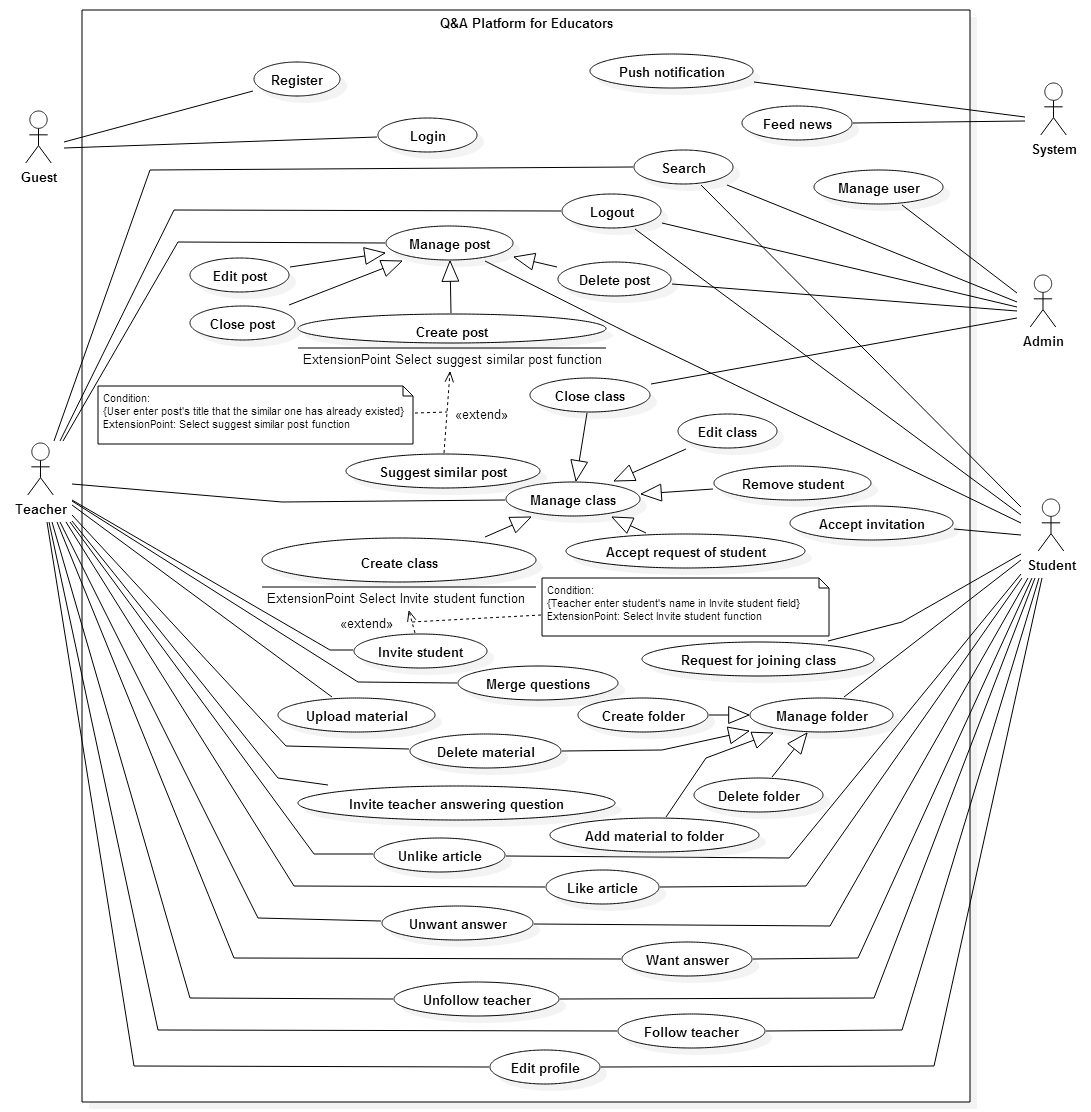 Q&A Platform for Educators
Register
Push notification
Login
Feed news
Guest
System
Search
Manage user
Logout
Manage post
Edit post
Delete post
Close post
Create post
Admin
ExtensionPoint Select suggest similar post function
Close class
Condition:
{User enter post's title that the similar one has already existed}
ExtensionPoint: Select suggest similar post function
«extend»
Edit class
Suggest similar post
Remove student
Manage class
Teacher
Accept invitation
Accept request of student
Create class
Student
ExtensionPoint Select Invite student function
Condition:
{Teacher enter student's name in Invite student field}
ExtensionPoint: Select Invite student function
«extend»
Invite student
Request for joining class
Merge questions
Upload material
Create folder
Manage folder
Delete material
Delete folder
Invite teacher answering question
Add material to folder
Unlike article
Like article
Unwant answer
Want answer
Unfollow teacher
Follow teacher
Edit profile